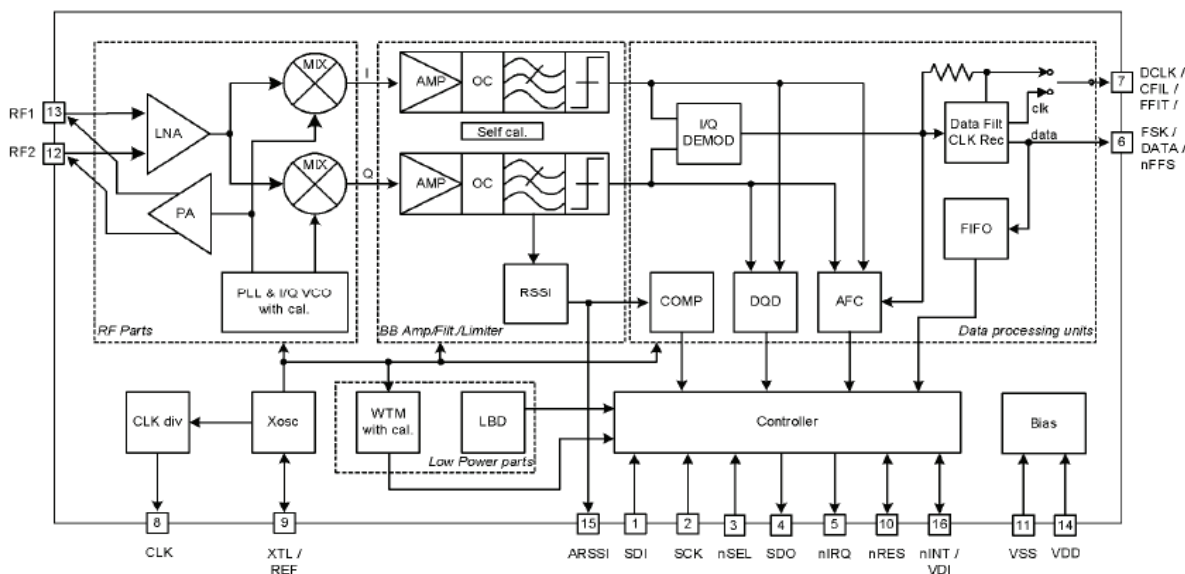 RF1
13
RF2
12
LNA
PA
MIX
MIX
PLL & I/Q VCO
with cal.
RF Parts
I
Q
AMP
OC
Self cal.
AMP
OC
RSSI
BB Amp/Filt./Limiter
I/Q
DEMOD
Data Filt
CLK Rec
clk
data
FIFO
COMP
DQD
AFC
Data processing units
7
DCLK /
CFIL /
FFIT /
6
FSK /
DATA /
nFFS
CLK div
Xosc
WTM
with cal.
LBD
Low Power parts
Controller
Bias
8
9
15
1
2
3
4
5
10
16
11
14
CLK
XTL /
REF
ARSSI
SDI
SCK
nSEL
SDO
nIRQ
nRES
nINT /
VDI
VSS
VDD